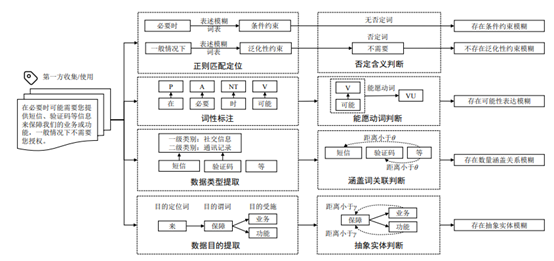 第一方收集/使用
在必要时可能需要您提
供短信、验证码等信息
来保障我们的业务或功
能，一般情况下不需要
您授权。
必要时
表述模糊
词表
条件约束
无否定词
存在条件约束模糊
一般情况下
表述模糊
词表
泛化性约束
否定词
不需要
不存在泛化性约束模糊
正则匹配定位
否定含义判断
P
A
NT
V
在
必要
时
可能
词性标注
V
可能
能愿动词
VU
能愿动词判断
存在可能性表达模糊
一级类别：社交信息
二级类别：通讯记录
短信
验证码
等
数据类型提取
距离小于θ
短信
验证码
等
距离小于θ
涵盖词关联判断
存在数量涵盖关系模糊
目的定位词
目的谓词
目的受施
来
保障
业务
功能
数据目的提取
距离小于γ
保障
业务
功能
距离小于γ
抽象实体判断
存在抽象实体模糊